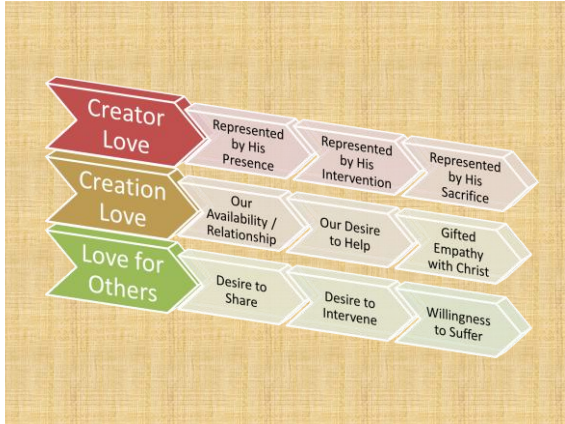 Creator
Love
Represented
by His
Presence
Represented
by His
Intervention
Represented
by His
Sacrifice
Creation
Love
Our
Availability /
Relationship
Our Desire
to Help
Gifted
Empathy
with Christ
Love for
Others
Desire to
Share
Desire to
Intervene
Willingness
to Suffer